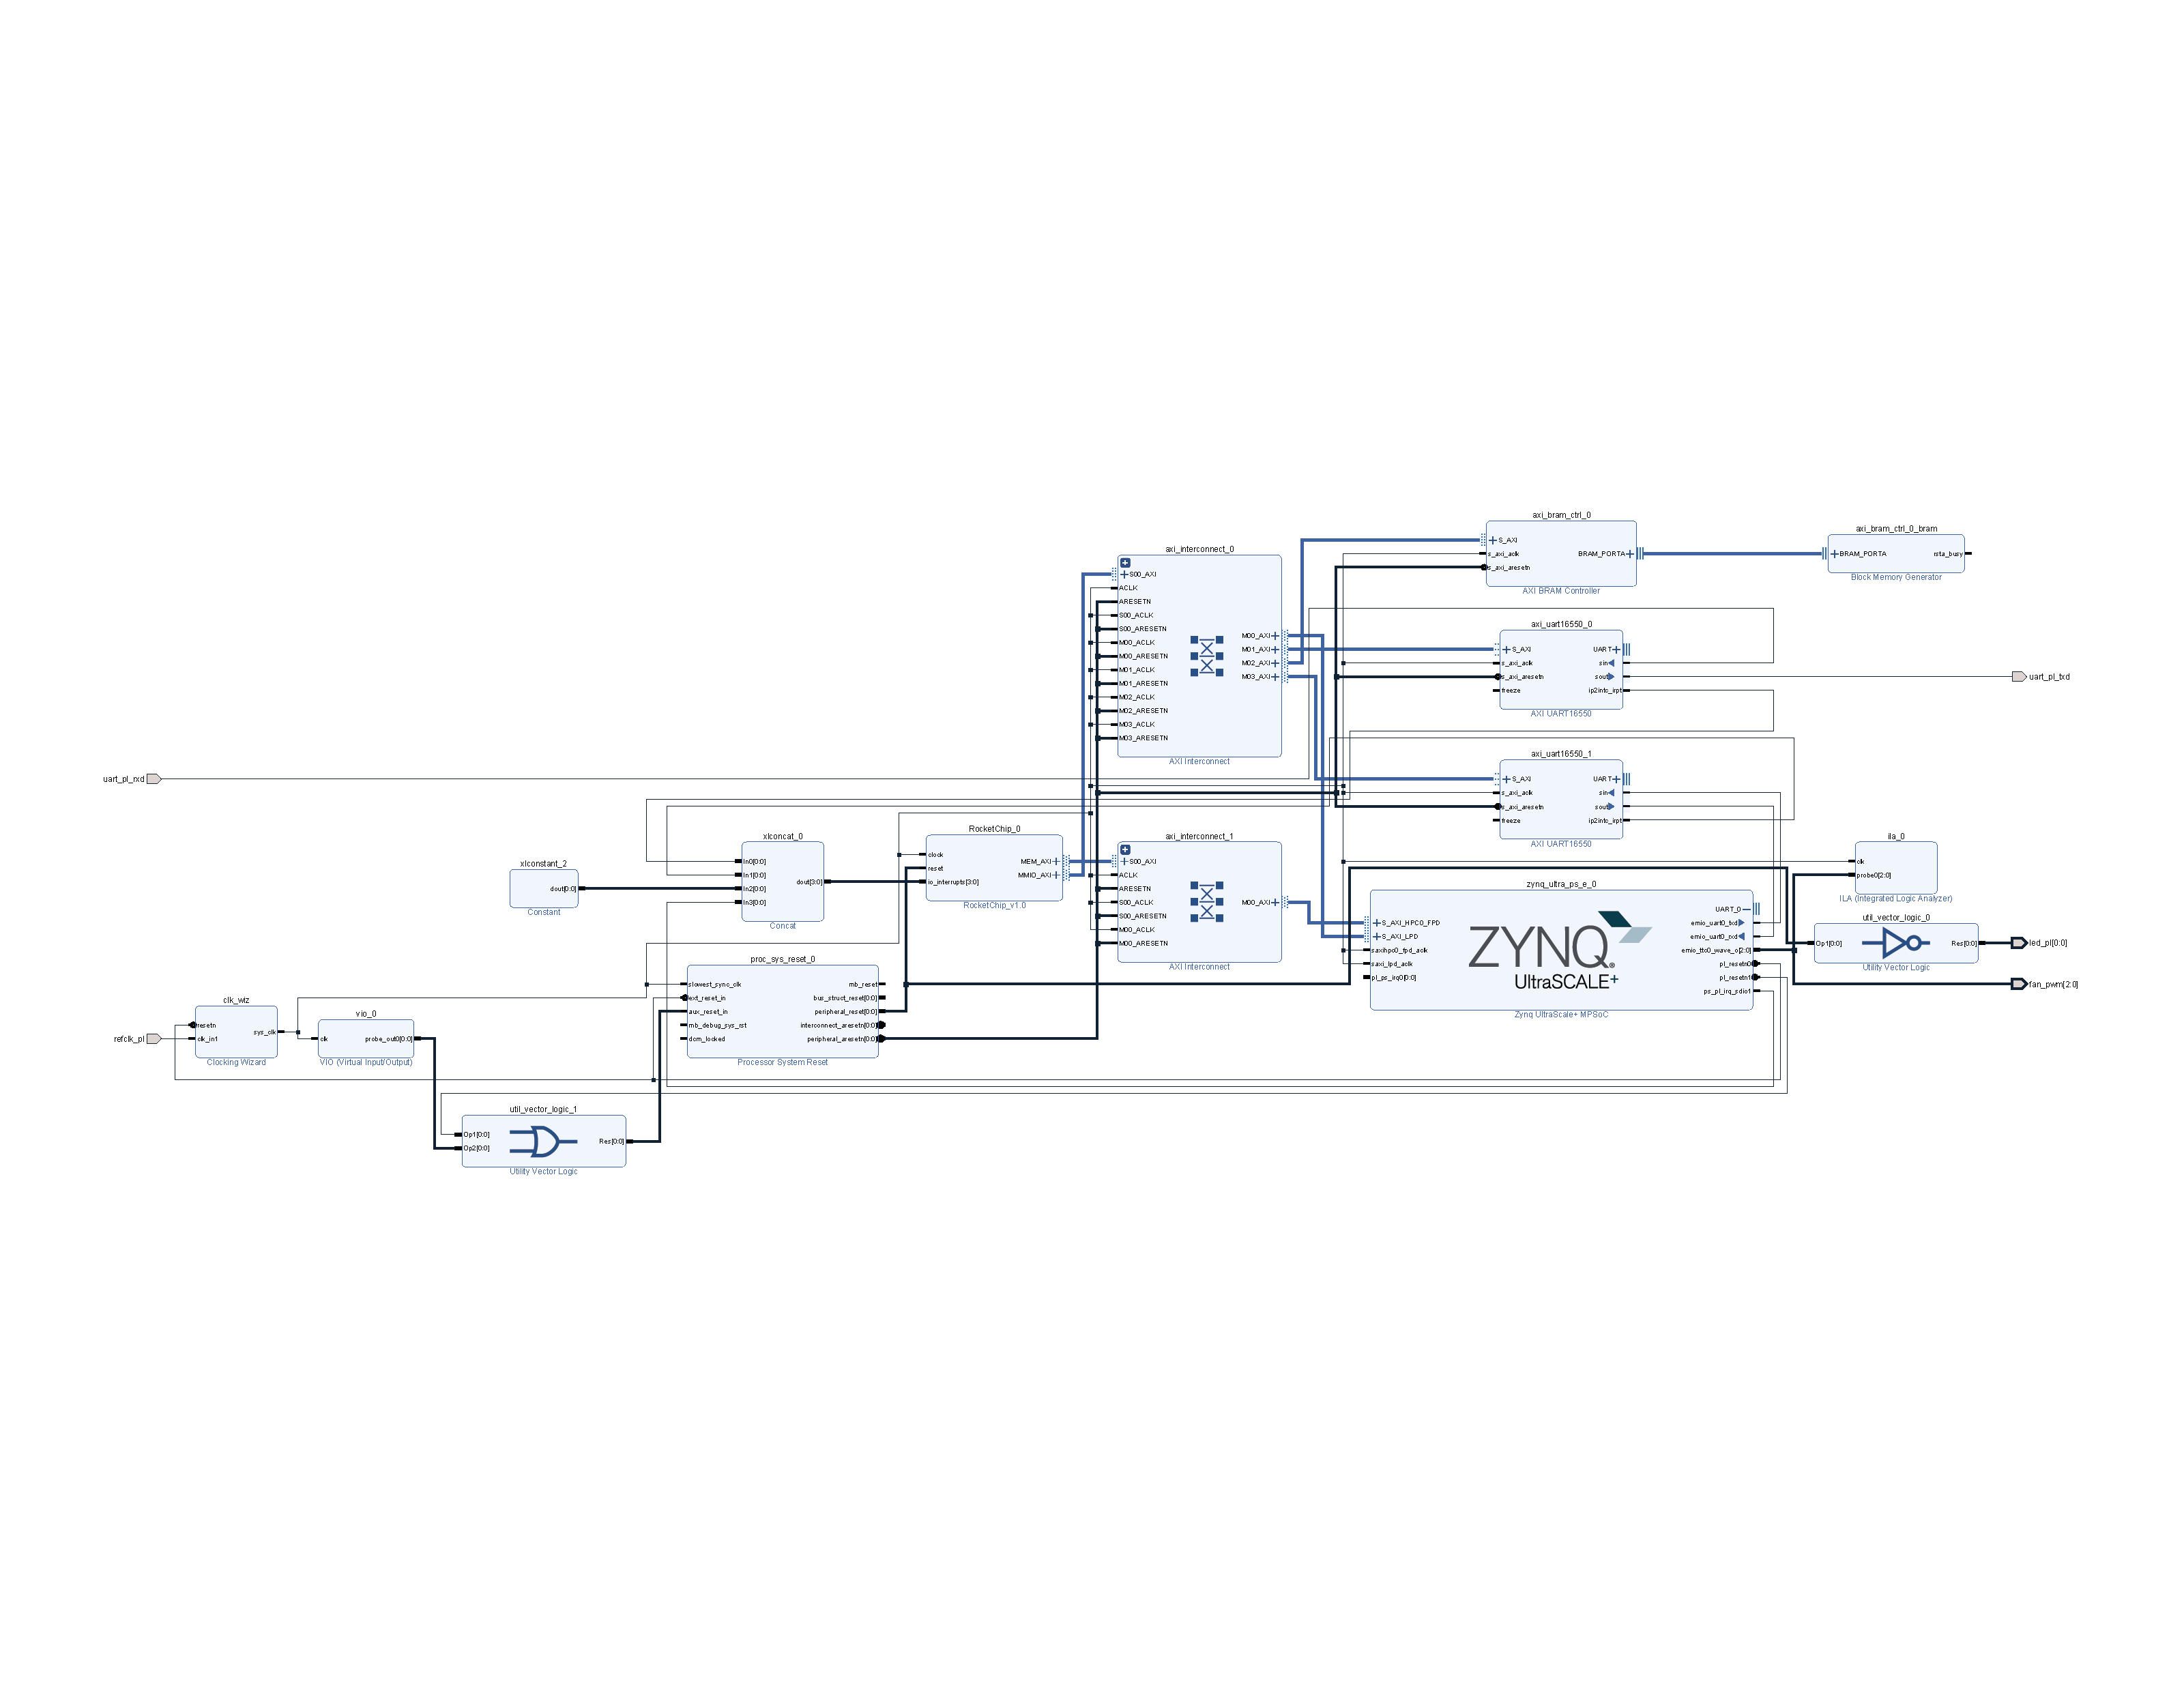 axi_bram_ctrl_0
S_AXI
s_axi_aclk
s_axi_aresetn
BRAM_PORTA
AXI BRAM Controller
axi_bram_ctrl_0_bram
BRAM_PORTA
rsta_busy
Block Memory Generator
axi_interconnect_0
S00_AXI
ACLK
ARESETN
S00_ACLK
S00_ARESETN
M00_ACLK
M00_ARESETN
M01_ACLK
M01_ARESETN
M02_ACLK
M02_ARESETN
M03_ACLK
M03_ARESETN
M00_AXI
M01_AXI
M02_AXI
M03_AXI
AXI Interconnect
axi_uart16550_0
S_AXI
s_axi_aclk
s_axi_aresetn
freeze
UART
sin
sout
ip2intc_irpt
AXI UART16550
uart_pl_txd
axi_uart16550_1
S_AXI
s_axi_aclk
s_axi_aresetn
freeze
UART
sin
sout
ip2intc_irpt
AXI UART16550
uart_pl_rxd
xlconstant_2
dout[0:0]
Constant
xlconcat_0
In0[0:0]
In1[0:0]
In2[0:0]
In3[0:0]
dout[3:0]
Concat
RocketChip_0
clock
reset
io_interrupts[3:0]
MEM_AXI
MMIO_AXI
RocketChip_v1.0
axi_interconnect_1
S00_AXI
ACLK
ARESETN
S00_ACLK
S00_ARESETN
M00_ACLK
M00_ARESETN
M00_AXI
AXI Interconnect
ila_0
clk
probe0[2:0]
ILA (Integrated Logic Analyzer)
zynq_ultra_ps_e_0
S_AXI_HPC0_FPD
S_AXI_LPD
saxihpc0_fpd_aclk
saxi_lpd_aclk
pl_ps_irq0[0:0]
ZYNQ®
UltraSCALE+
UART_0
emio_uart0_txd
emio_uart0_rxd
emio_ttc0_wave_o[2:0]
pl_resetn0
pl_resetn1
ps_pl_irq_sdio1
Zynq UltraScale+ MPSoC
util_vector_logic_0
Op1[0:0]
Res[0:0]
Utility Vector Logic
led_pl[0:0]
fan_pwm[2:0]
proc_sys_reset_0
slowest_sync_clk
ext_reset_in
aux_reset_in
mb_debug_sys_rst
dcm_locked
mb_reset
bus_struct_reset[0:0]
peripheral_reset[0:0]
interconnect_aresetn[0:0]
peripheral_aresetn[0:0]
Processor System Reset
refclk_pl
clk_wiz
resetn
clk_in1
sys_clk
Clocking Wizard
vio_0
clk
probe_out0[0:0]
VIO (Virtual Input/Output)
util_vector_logic_1
Op1[0:0]
Op2[0:0]
Res[0:0]
Utility Vector Logic